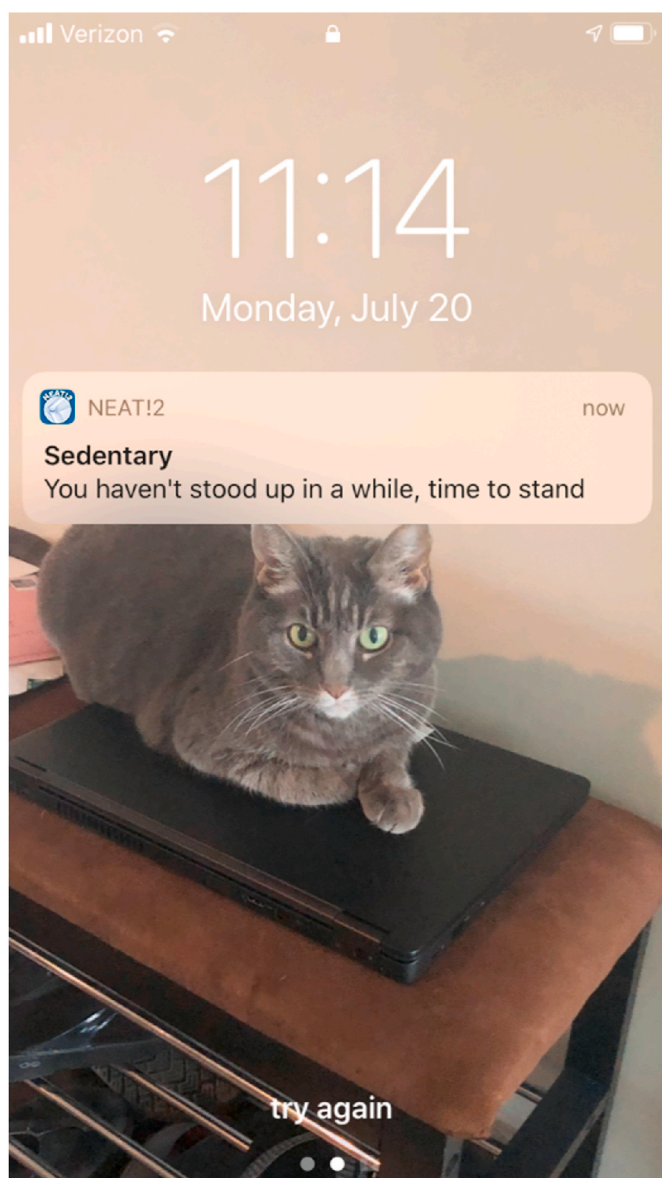 Verizon
11:14
Monday, July 20
NEAT!2
now
Sedentary
You haven't stood up in a while, time to stand
try again